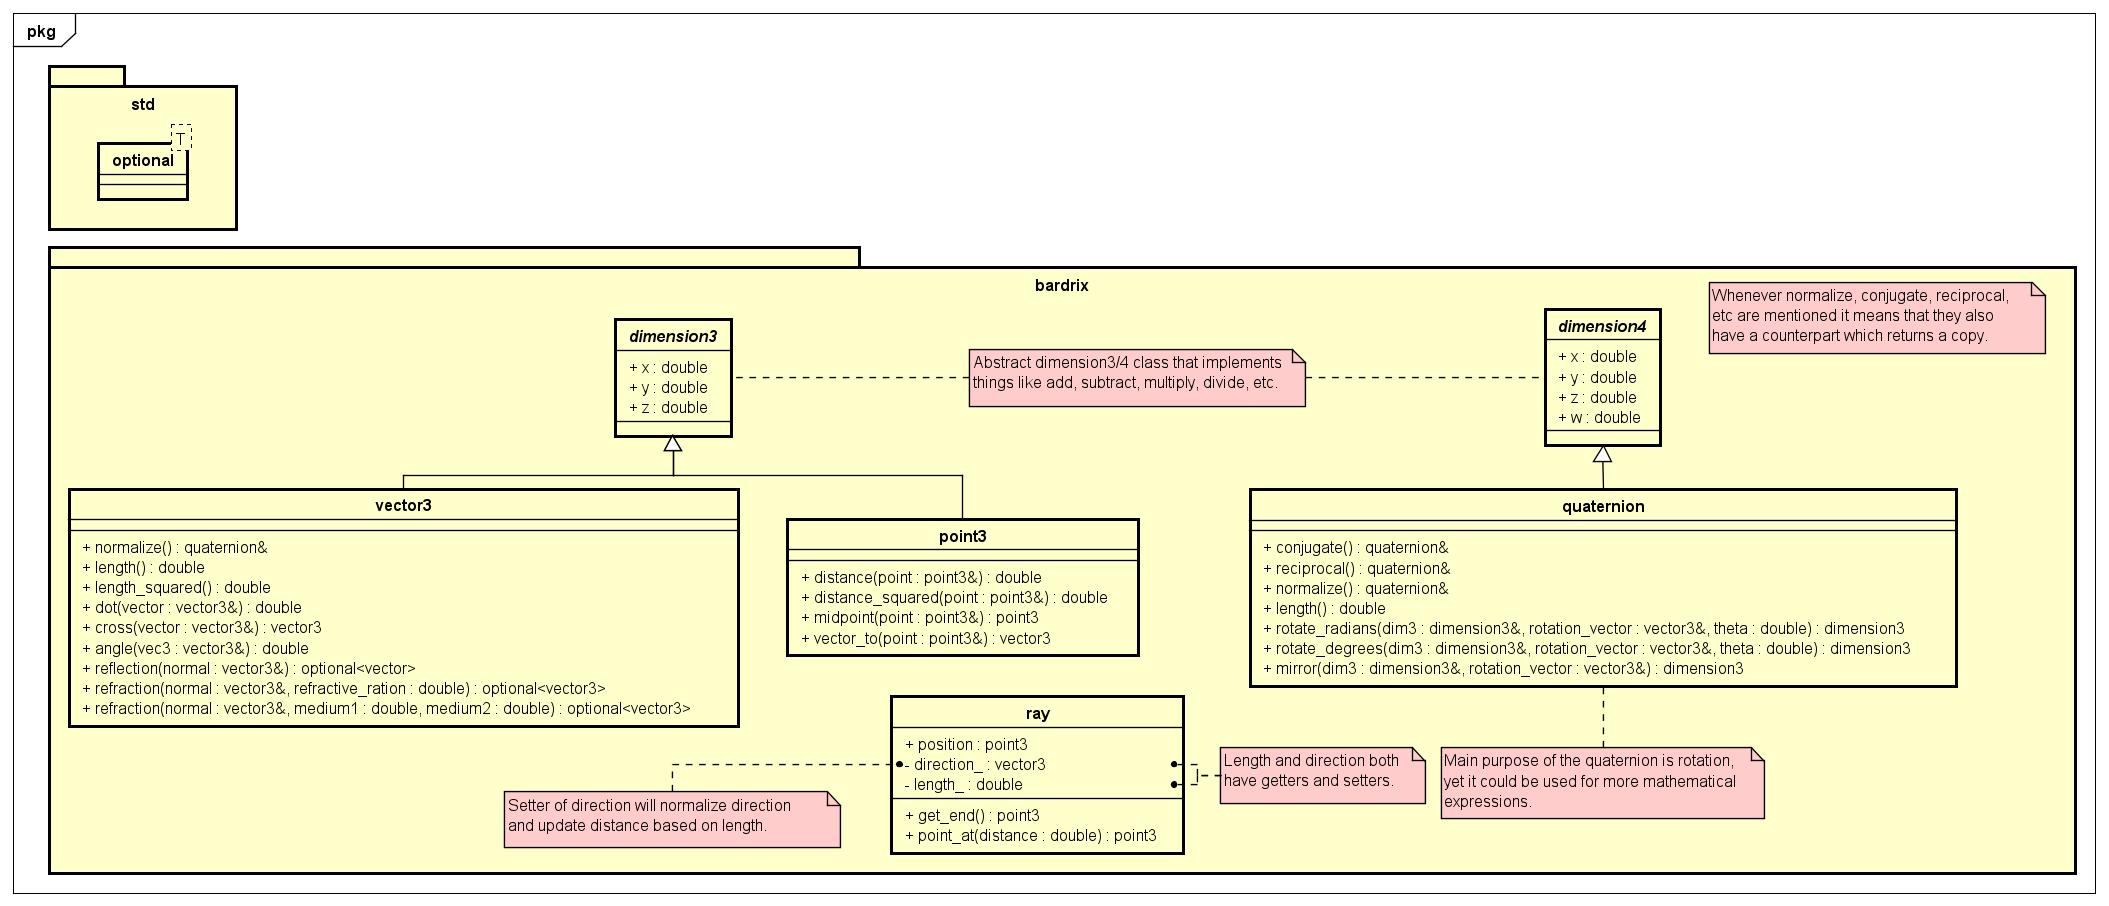 pkg
std
T
optional
bardrix
Whenever normalize, conjugate, reciprocal,
etc are mentioned it means that they also
have a counterpart which returns a copy.
dimension3
+ x : double
+ y : double
+ z : double
Abstract dimension3/4 class that implements
things like add, subtract, multiply, divide, etc.
dimension4
+ x : double
+ y : double
+ z : double
+ w : double
vector3
+ normalize() : quaternion&
+ length() : double
+ length_squared() : double
+ dot(vector : vector3&) : double
+ cross(vector : vector3&) : vector3
+ angle(vec3 : vector3&) : double
+ reflection(normal : vector3&) : optional<vector>
+ refraction(normal : vector3&, refractive_ration : double) : optional<vector3>
+ refraction(normal : vector3&, medium1 : double, medium2 : double) : optional<vector3>
point3
+ distance(point : point3&) : double
+ distance_squared(point : point3&) : double
+ midpoint(point : point3&) : point3
+ vector_to(point : point3&) : vector3
quaternion
+ conjugate() : quaternion&
+ reciprocal() : quaternion&
+ normalize() : quaternion&
+ length() : double
+ rotate_radians(dim3 : dimension3&, rotation_vector : vector3&, theta : double) : dimension3
+ rotate_degrees(dim3 : dimension3&, rotation_vector : vector3&, theta : double) : dimension3
+ mirror(dim3 : dimension3&, rotation_vector : vector3&) : dimension3
ray
+ position : point3
- direction_ : vector3
- length_ : double
+ get_end() : point3
+ point_at(distance : double) : point3
Setter of direction will normalize direction
and update distance based on length.
Length and direction both
have getters and setters.
Main purpose of the quaternion is rotation,
yet it could be used for more mathematical
expressions.